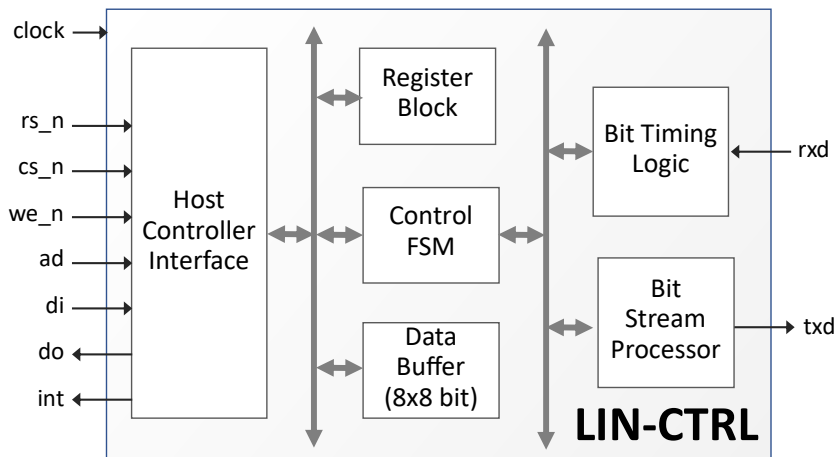 clock
rs_n
cs_n
we_n
ad
di
do
int
Host
Controller
Interface
Register
Block
Control
FSM
Data
Buffer
(8x8 bit)
Bit Timing
Logic
rxd
Bit
Stream
Processor
txd
LIN-CTRL